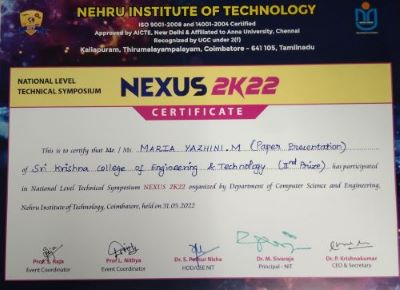 NEHRU INSTITUTE OF TECHNOLOGY
ISO 9001-2008 and 14001-2004 Certified
Approved by AICTE, New Delhi & Affiliated to Anna University, Chennai
Recognized by UGC under 2(f)
Kaliapuram, Thirumalayampalayam, Coimbatore - 641 105, Tamilnadu
NATIONAL LEVEL
TECHNICAL SYMPOSIUM
NEXUS 2K22
CERTIFICATE
This is to certify that Mr. / Ms. MARIA YAZHINI.M (Paper Presentation)
of Sri Krishna College of Engineering & Technology (IInd Prize) has participated
in National Level Technical Symposium NEXUS 2K22 organized by Department of Computer Science and Engineering,
Nehru Institute of Technology, Coimbatore, held on 31.05.2022
Prof. S. Raja
Event Coordinator
Prof L. Nithya
Event Coordinator
Dr. S. Nisha
HOD/CSE NIT
Dr. M. Sivaraja
Principal - NIT
Dr. P. Krishnakumar
CEO & Secretary